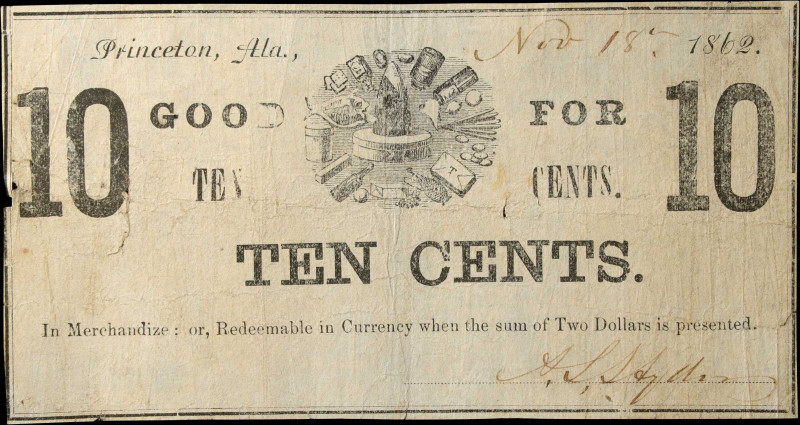 Princeton, Ala., Nov 18th 1862.
10 GOOD FOR 10
TEN CENTS.
TEN CENTS.
In Merchandize: or, Redeemable in Currency when the sum of Two Dollars is presented.
A. S.